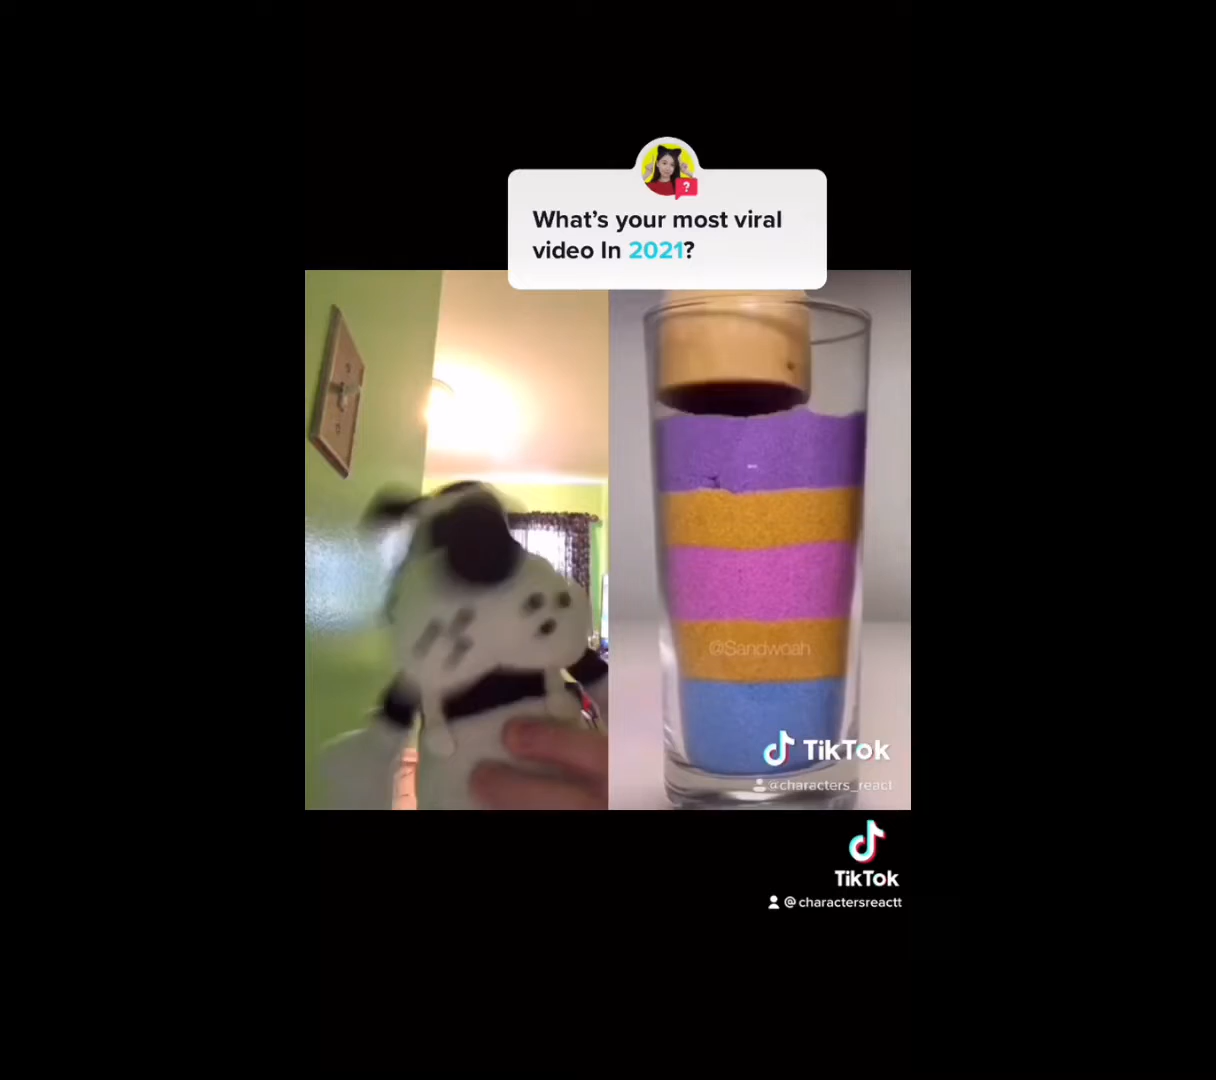 ?
What's your most viral
video In 2021?
@Sandwoah
TikTok
@characters_react
TikTok
@charactersreactt